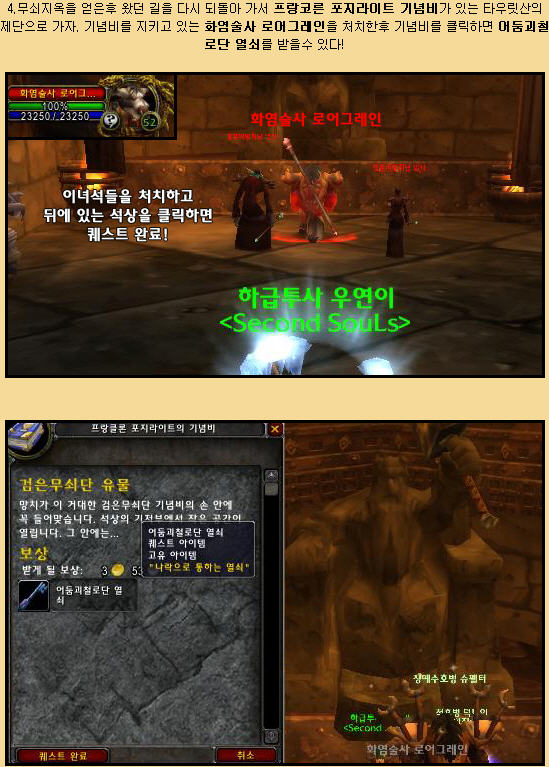 4.무쇠지옥을 얻은후 왔던 길을 다시 되돌아 가서 프랑코른 포지라이트 기념비가 있는 타우릿산의
제단으로 가자. 기념비를 지키고 있는 화염술사 로어그레인을 처치한후 기념비를 클릭하면 어둠괴철
로단 열쇠를 받을수 있다!
화염술사 로어그...
100%
23250 / 23250
52
화염술사 로어그레인
이녀석들을 처치하고
뒤에 있는 석상을 클릭하면
퀘스트 완료!
하급투사 우연이
<Second SouLs>
프랑클론 포지라이트의 기념비
검은무쇠단 유물
망치가 이 거대한 검은무쇠단 기념비의 손 안에
꼭 들어맞습니다. 석상의 기저부에서 작은 공간이
열립니다. 그 안에는...
보상
받게 될 보상: 3 53
어둠괴철로단 열
쇠
어둠괴철로단 열쇠
퀘스트 아이템
고유 아이템
"나락으로 통하는 열쇠"
퀘스트 완료
취소
정예수호병 슈펠터
하급투
<Second
화염술사 로어그레인